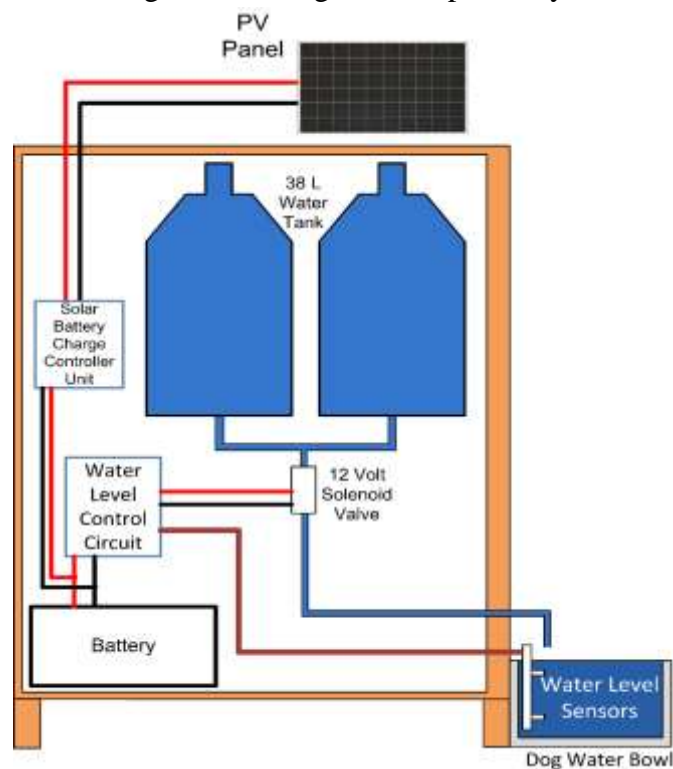 PV
Panel
38 L
Water
Tank
Solar
Battery
Charge
Controller
Unit
Water
Level
Control
Circuit
12 Volt
Solenoid
Valve
Battery
Water Level
Sensors
Dog Water Bowl